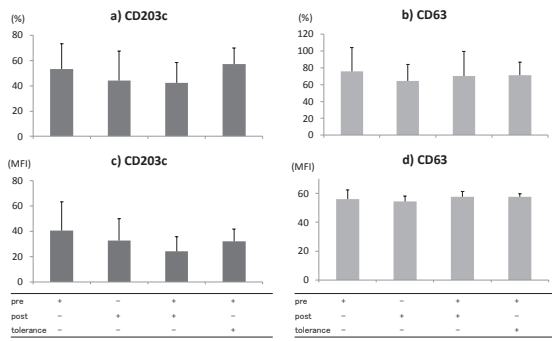 a) CD203c
(%)
80
60
40
20
0
b) CD63
(%)
120
100
80
60
40
20
0
c) CD203c
(MFI)
80
60
40
20
0
d) CD63
(MFI)
60
40
20
0
pre + − + +
post − + + −
tolerance − − − +
pre + − + +
post − + + −
tolerance − − − +